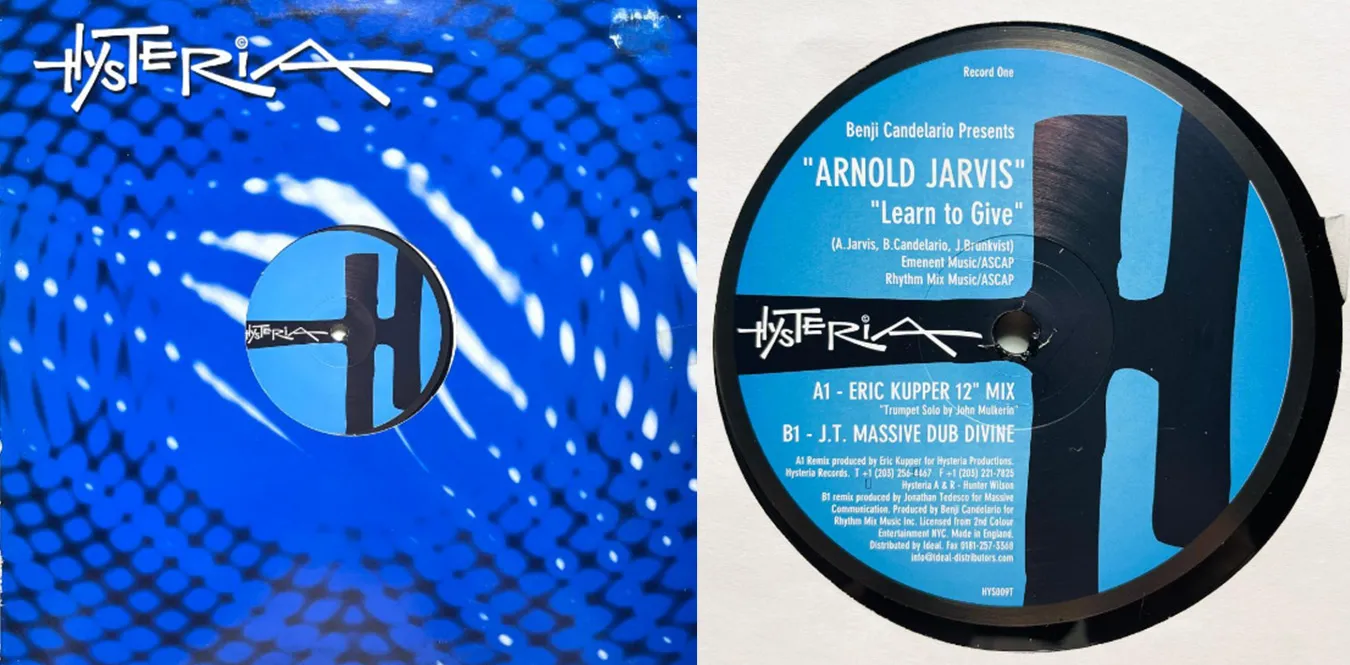 HYSTERIA
©
HYSTERIA
Record One
Benji Candelario Presents
"ARNOLD JARVIS"
"Learn to Give"
(A.Jarvis, B.Candelario, J.Brunkvist)
Emenent Music/ASCAP
Rhythm Mix Music/ASCAP
HYSTERIA
©
A1 - ERIC KUPPER 12" MIX
"Trumpet Solo by John Mulkerin"
B1 - J.T. MASSIVE DUB DIVINE
A1 Remix produced by Eric Kupper for Hysteria Productions.
Hysteria Records. T +1 (203) 256-4467 F +1 (203) 221-7825
Hysteria A & R - Hunter Wilson
B1 remix produced by Jonathan Tedesco for Massive
Communication. Produced by Benji Candelario for
Rhythm Mix Music Inc. Licensed from 2nd Colour
Entertainment NYC. Made in England.
Distributed by Ideal. Fax 0181-257-3360
info@ideal-distributors.com
HYS009T